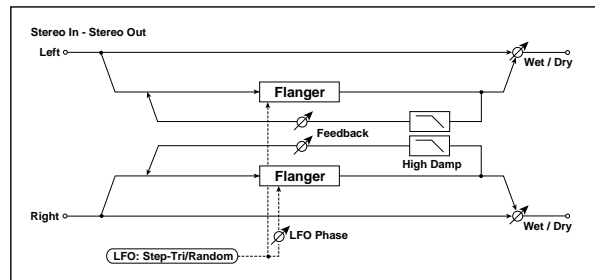 Stereo In - Stereo Out
Left
Wet / Dry
Flanger
Feedback
High Damp
Flanger
Right
LFO Phase
Wet / Dry
LFO: Step-Tri/Random